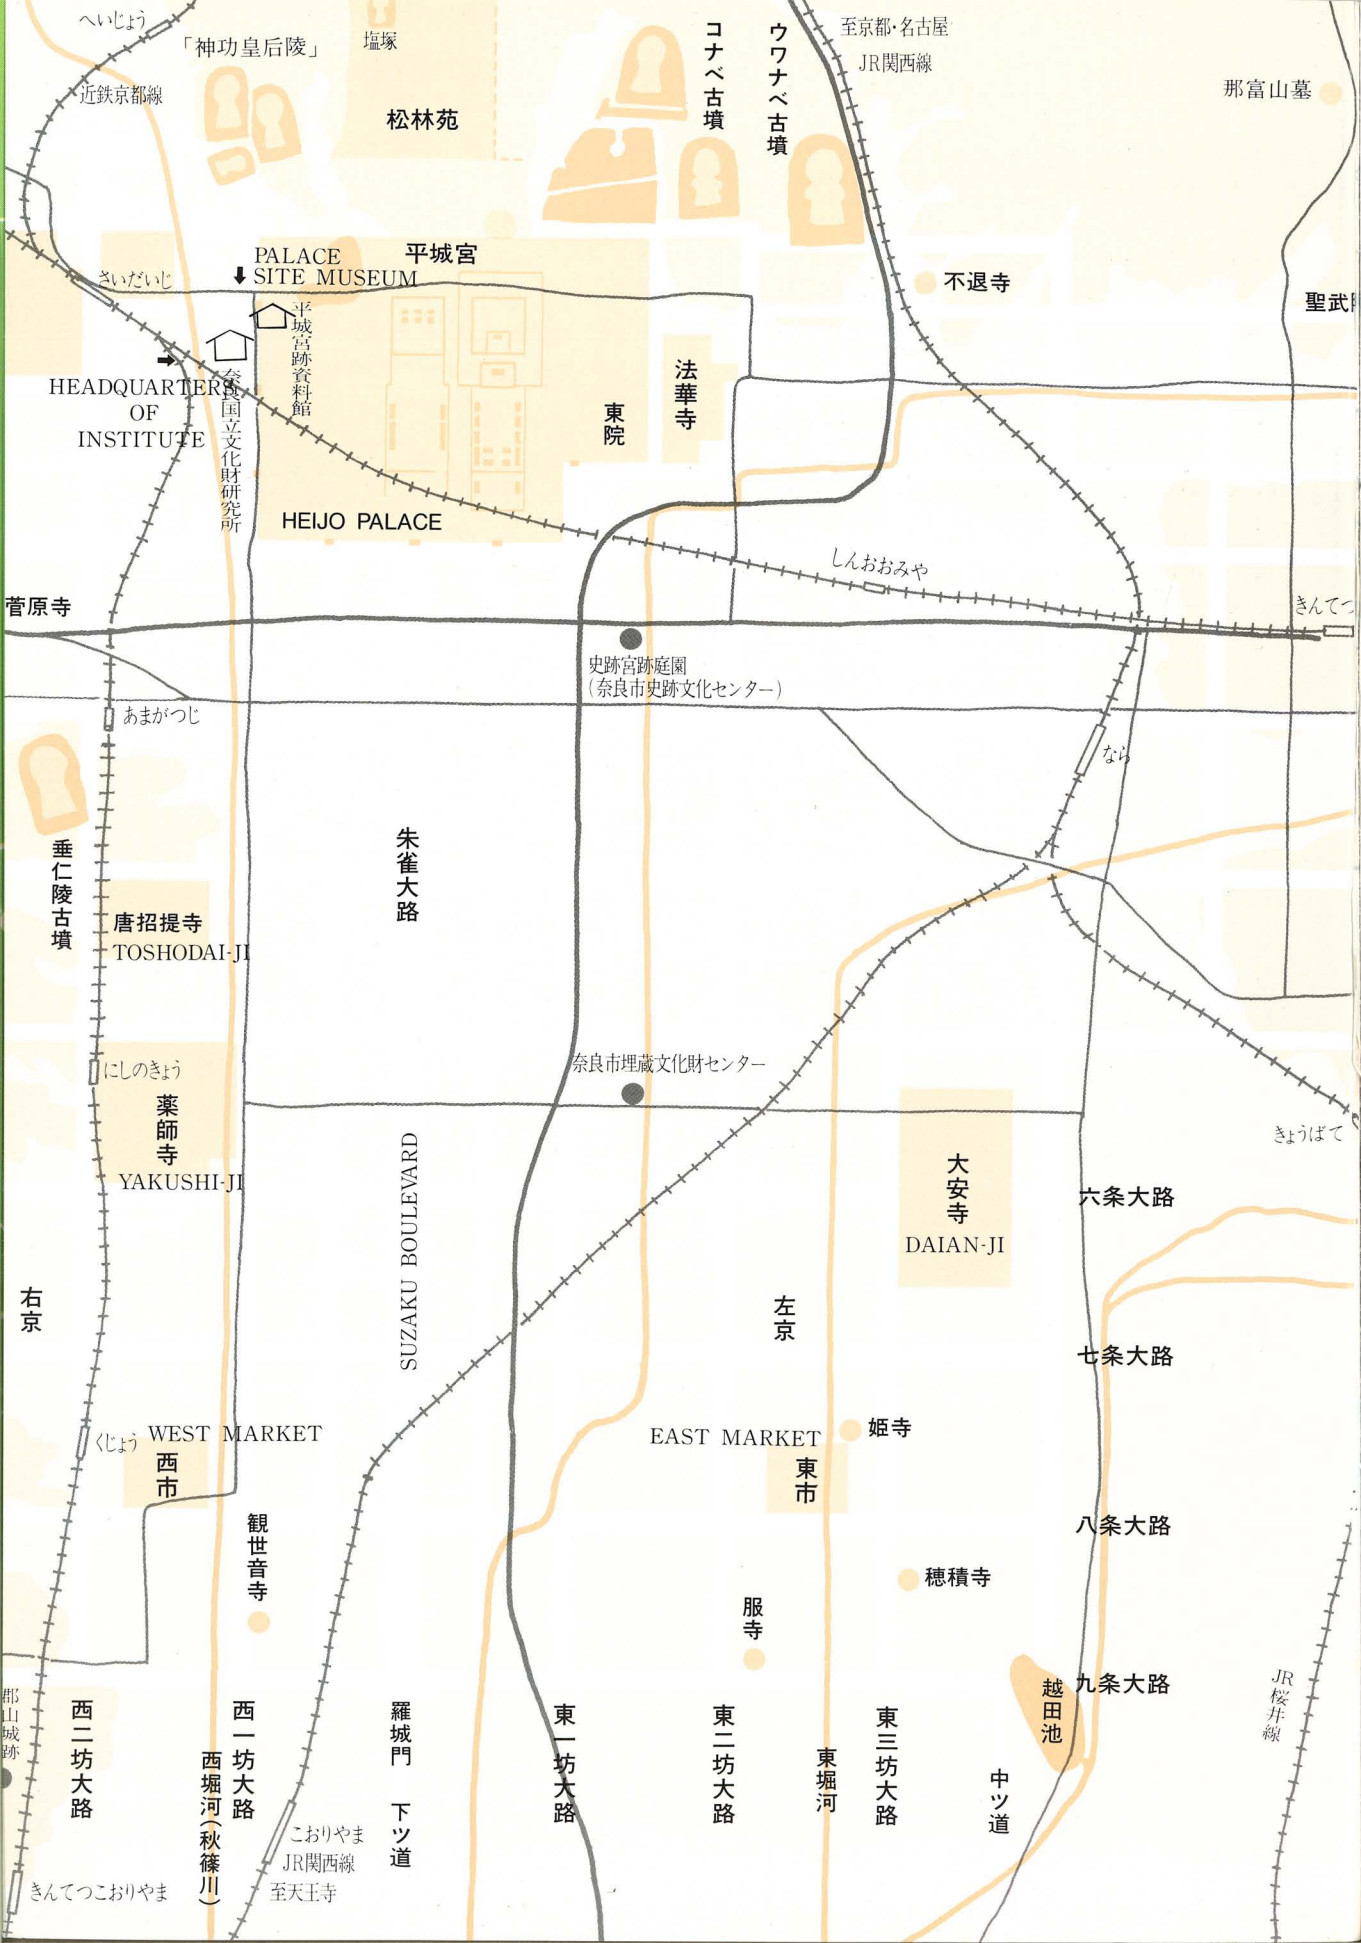 へいじょう
「神功皇后陵」
塩塚
コナベ古墳
ウワナベ古墳
至京都・名古屋
JR関西線
那富山墓
近鉄京都線
松林苑
PALACE
SITE MUSEUM
平城宮
さいだいじ
不退寺
聖武
平城宮跡資料館
HEADQUARTERS
OF
INSTITUTE
奈良国立文化財研究所
法華寺
東院
HEIJO PALACE
しんおおみや
菅原寺
きんてつ
史跡宮跡庭園
(奈良市史跡文化センター)
あまがつじ
なら
垂仁陵古墳
朱雀大路
唐招提寺
TOSHODAI-JI
にしのきょう
奈良市埋蔵文化財センター
薬師寺
YAKUSHI-JI
SUZAKU BOULEVARD
きょうばて
大安寺
DAIAN-JI
六条大路
右京
左京
七条大路
くじょう
WEST MARKET
西市
EAST MARKET
東市
姫寺
八条大路
観世音寺
穂積寺
服寺
九条大路
越田池
JR桜井線
郡山城跡
西二坊大路
西一坊大路
西堀河(秋篠川)
羅城門
下ツ道
東一坊大路
東二坊大路
東堀河
東三坊大路
中ツ道
こおりやま
JR関西線
至天王寺
きんてつこおりやま